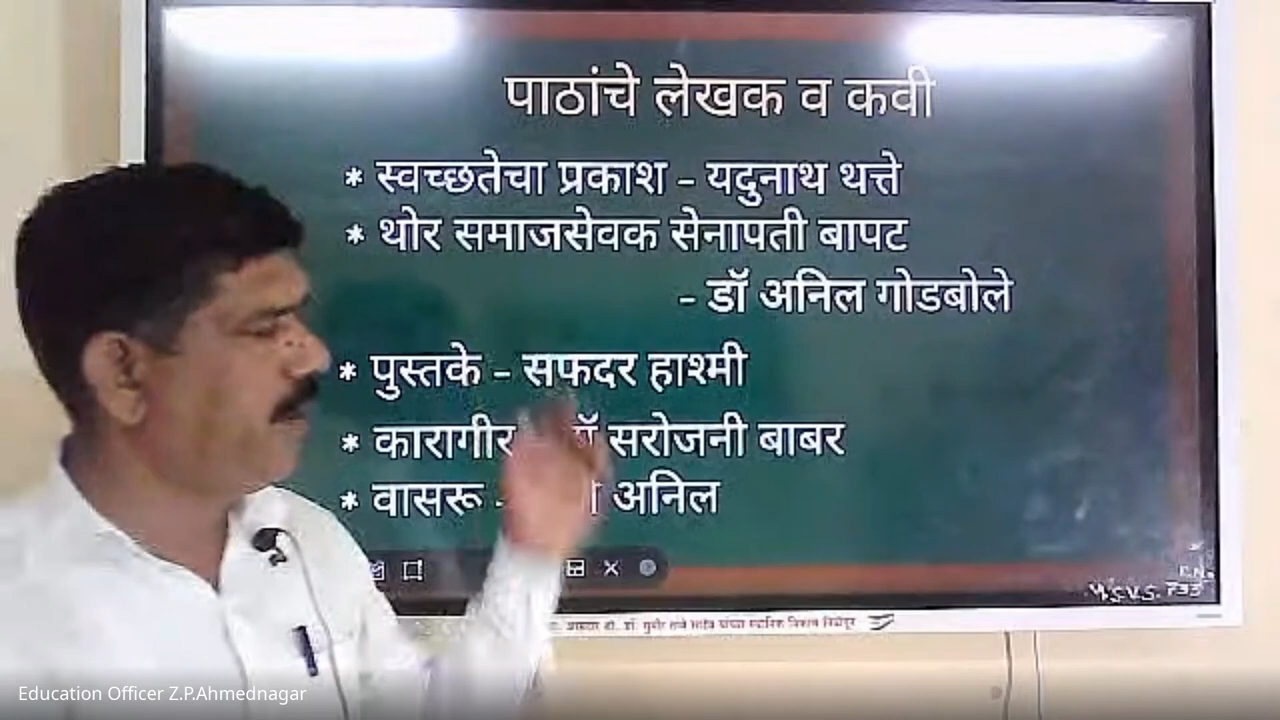 पाठांचे लेखक व कवी
* स्वच्छतेचा प्रकाश - यदुनाथ थत्ते
* थोर समाजसेवक सेनापती बापट
- डॉ अनिल गोडबोले
* पुस्तके - सफदर हाश्मी
* कारागीर सरोजनी बाबर
* वासरू - अनिल
Education Officer Z.P.Ahmednagar